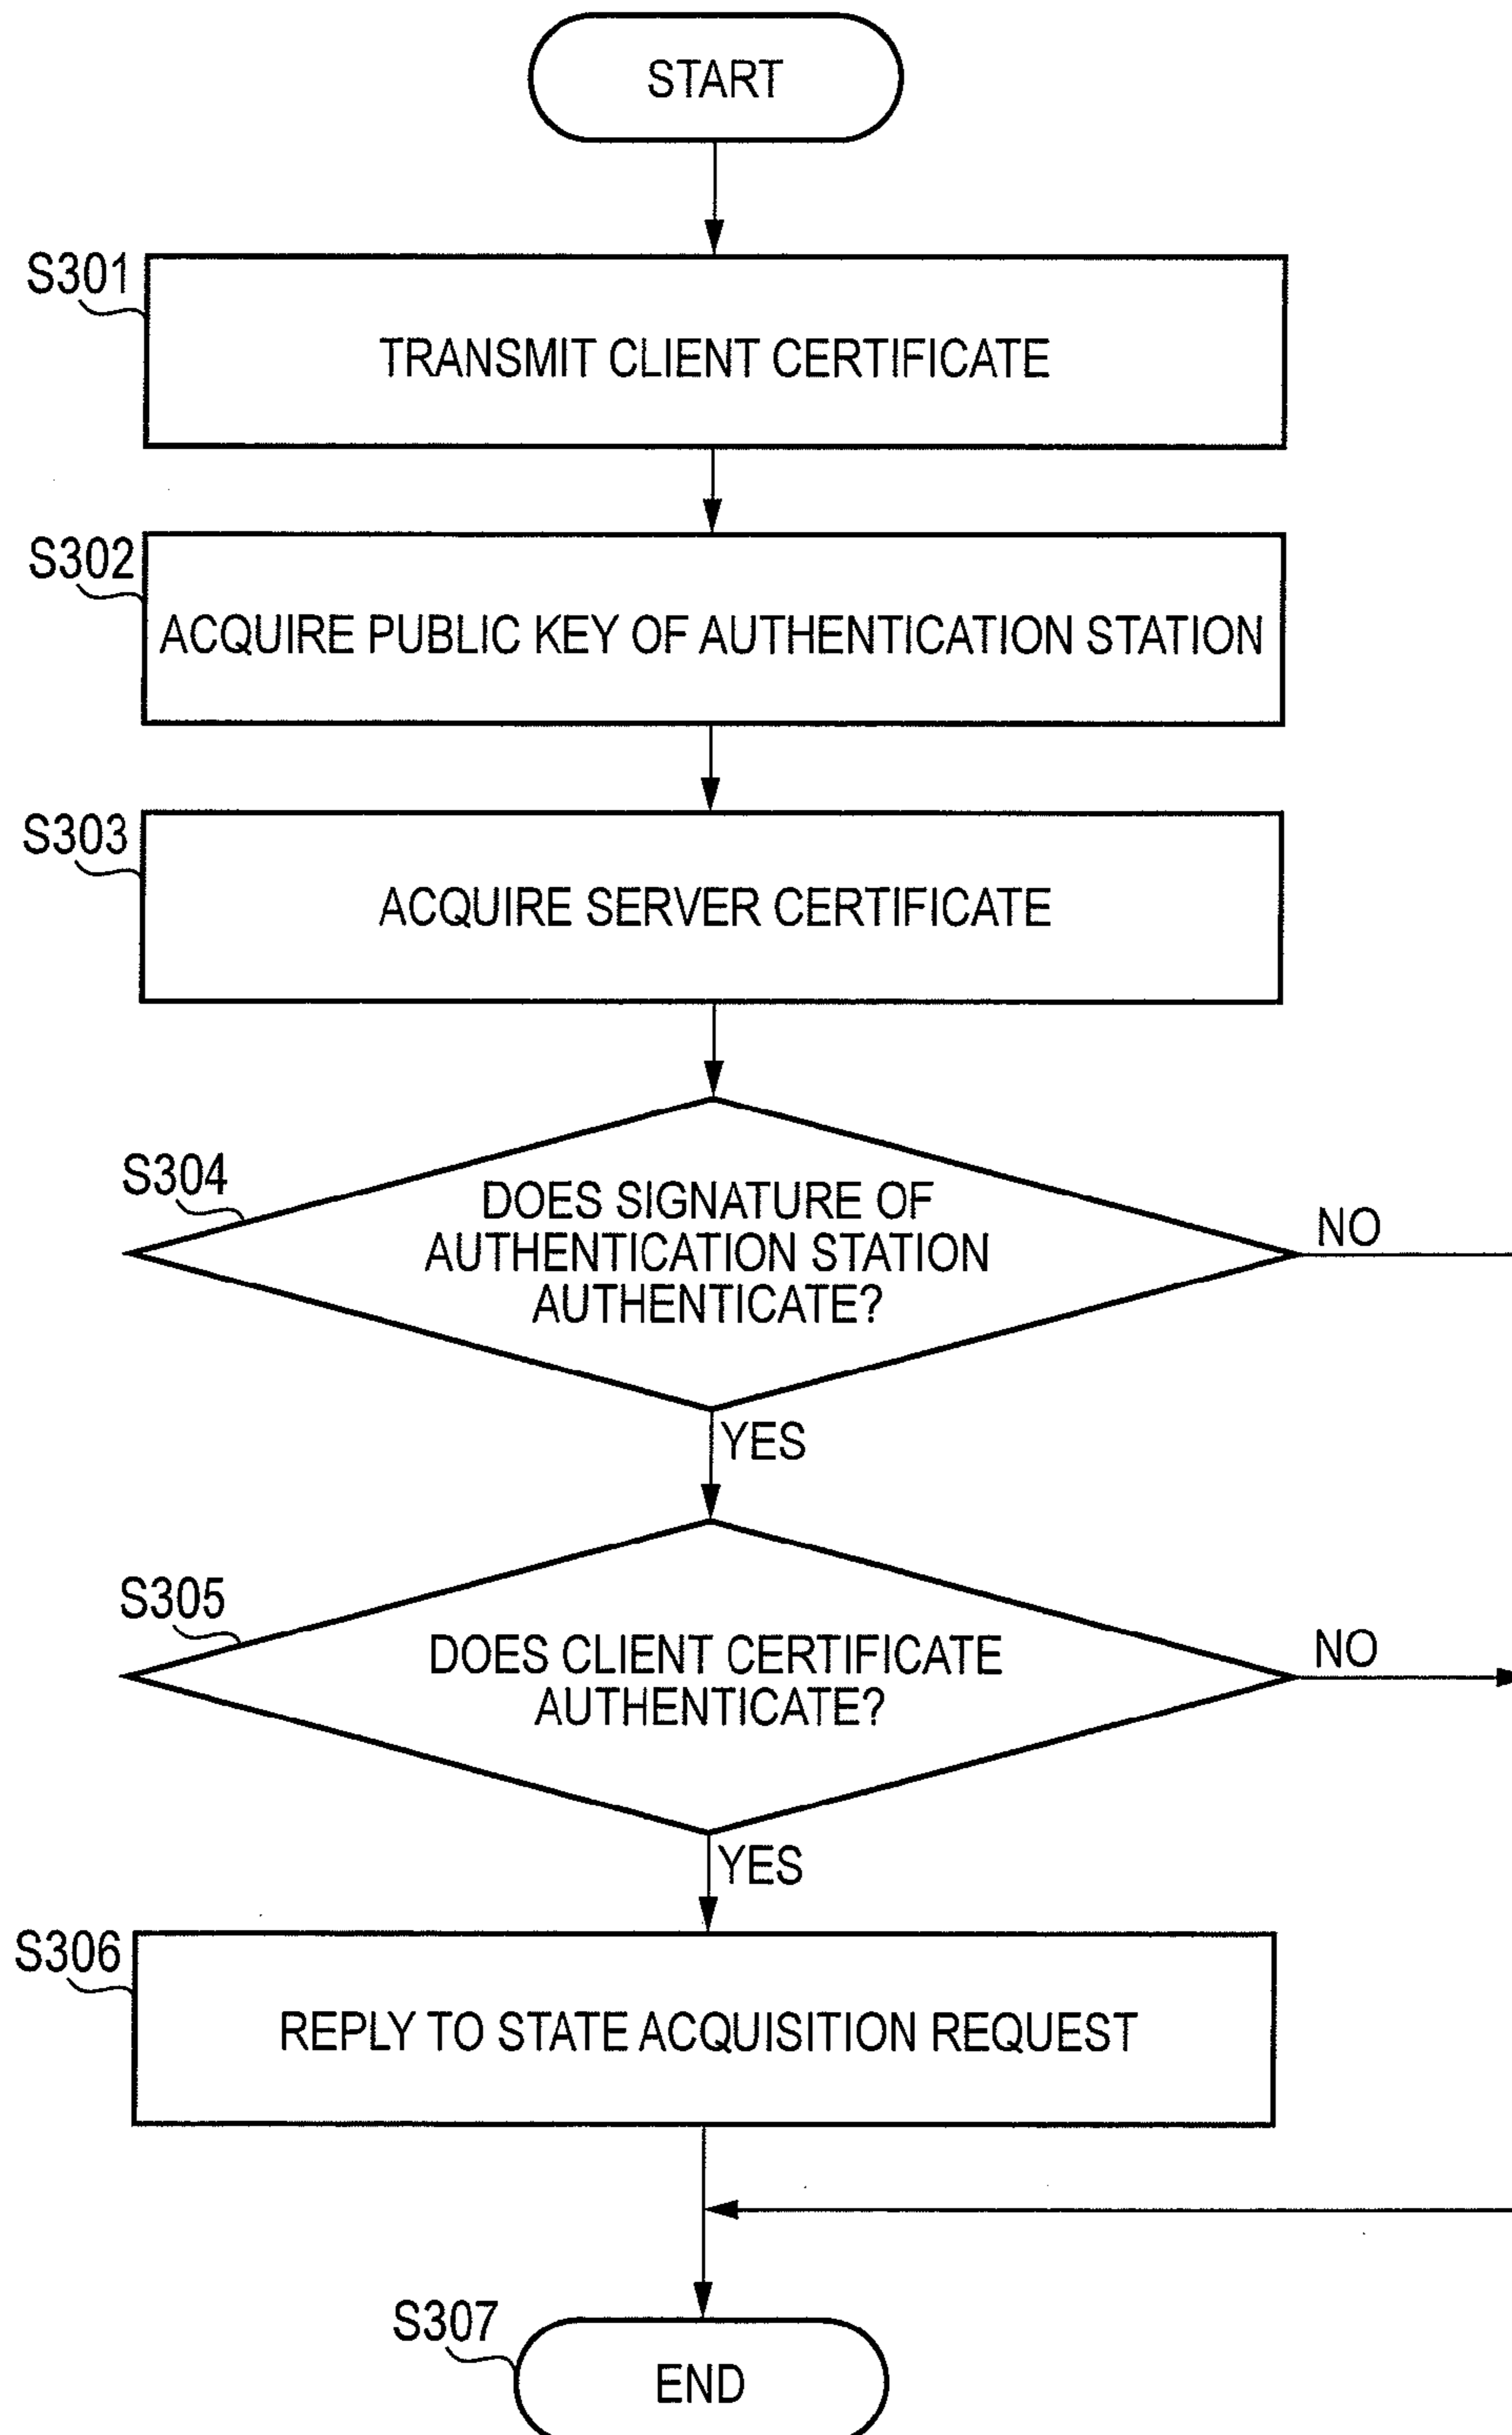 START
S301
TRANSMIT CLIENT CERTIFICATE
S302
ACQUIRE PUBLIC KEY OF AUTHENTICATION STATION
S303
ACQUIRE SERVER CERTIFICATE
S304
DOES SIGNATURE OF
AUTHENTICATION STATION
AUTHENTICATE?
NO
YES
S305
DOES CLIENT CERTIFICATE
AUTHENTICATE?
NO
YES
S306
REPLY TO STATE ACQUISITION REQUEST
S307
END